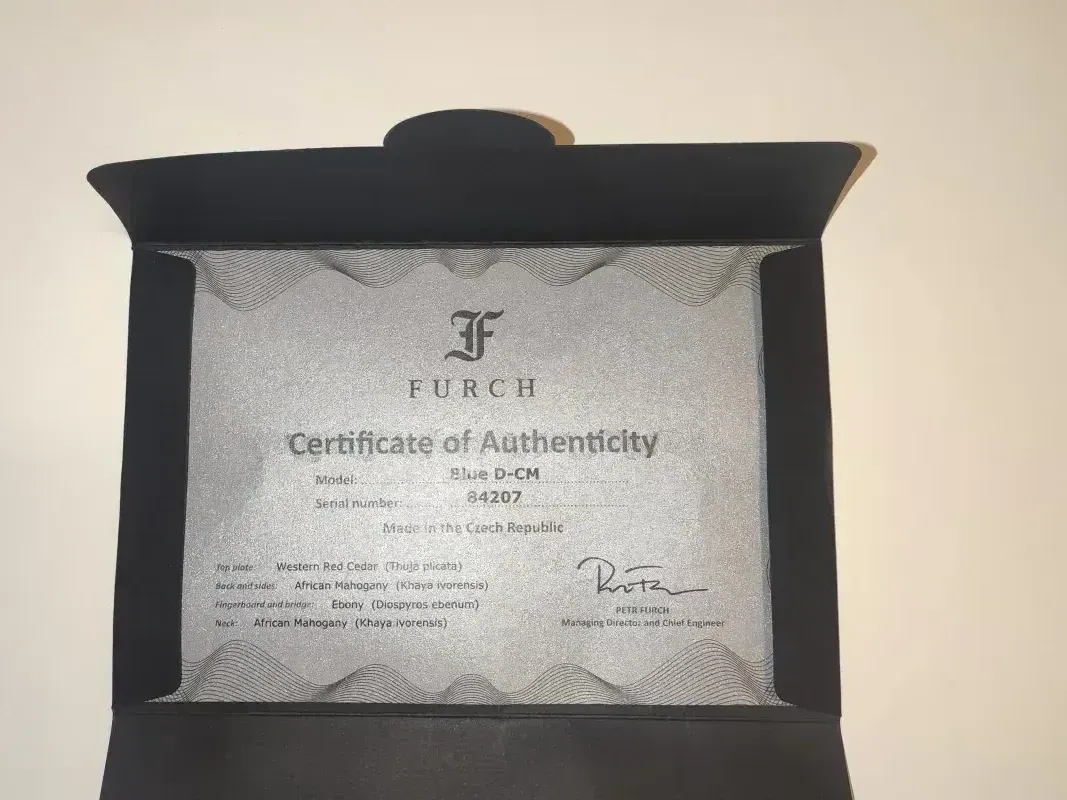 F
FURCH
Certificate of Authenticity
Model: Blue D-CM
Serial number: 84207
Made in the Czech Republic
Top plate: Western Red Cedar (Thuja plicata)
Back and sides: African Mahogany (Khaya ivorensis)
Fingerboard and bridge: Ebony (Diospyros ebenum)
Neck: African Mahogany (Khaya ivorensis)
PETR FURCH
Managing Director and Chief Engineer